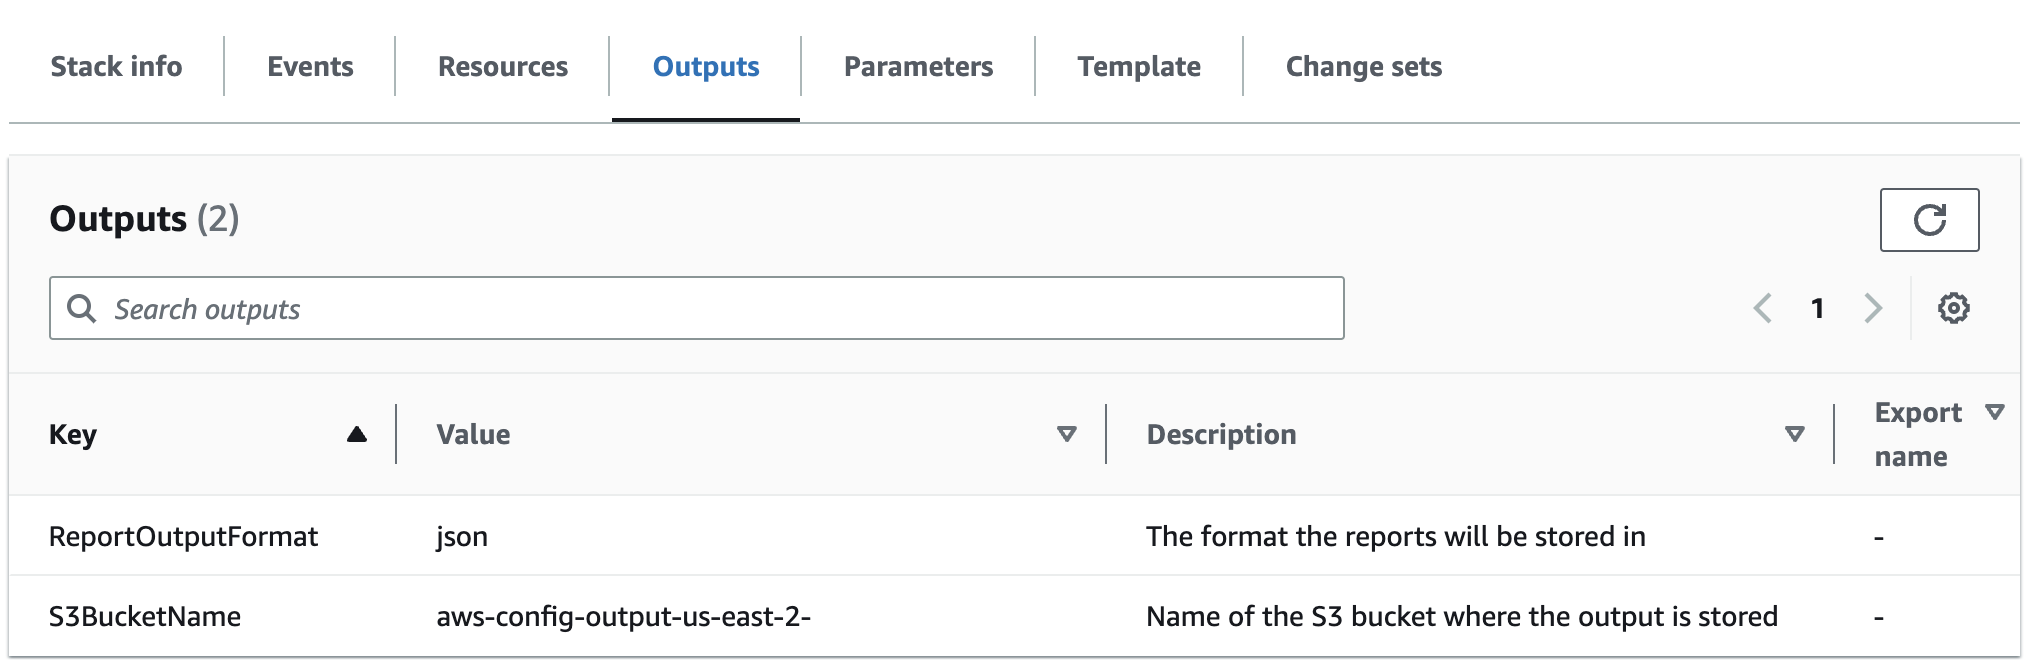 Stack info Events Resources Outputs Parameters Template Change sets
Outputs (2)
Search outputs
1
Key Value Description Export name
ReportOutputFormat json The format the reports will be stored in -
S3BucketName aws-config-output-us-east-2- Name of the S3 bucket where the output is stored -